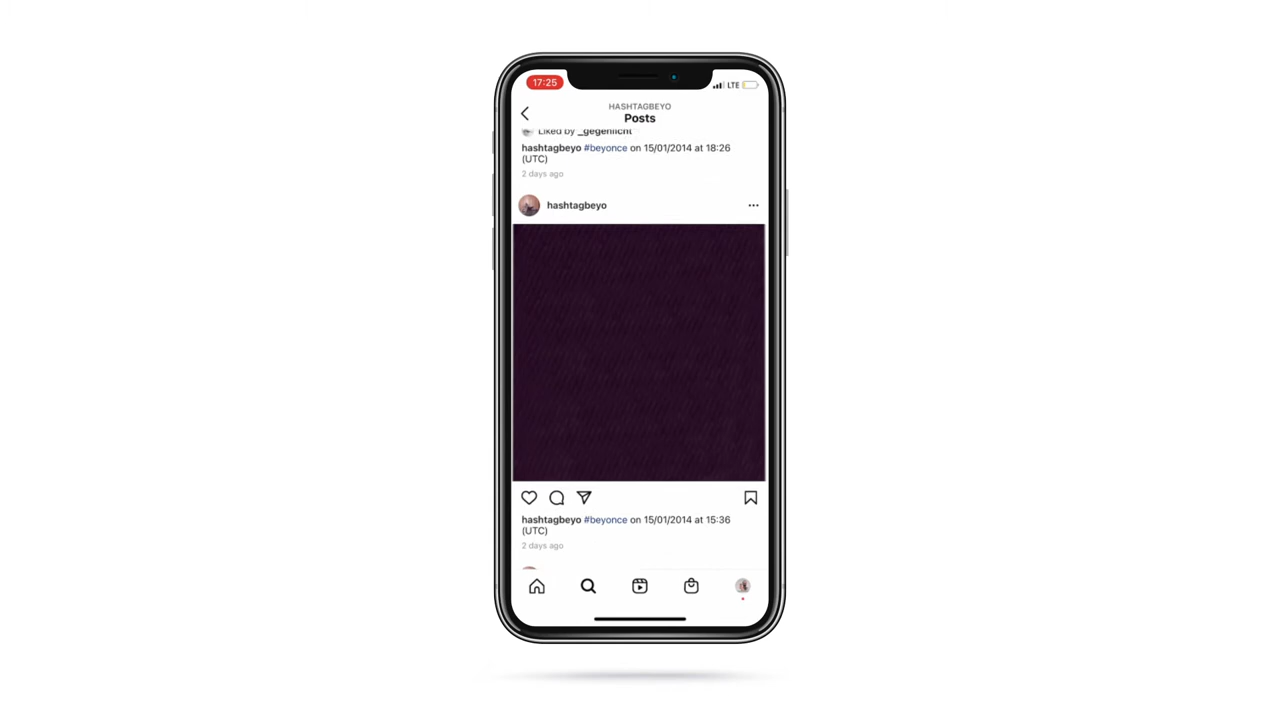 17:25
LTE
HASHTAGBEYO
Posts
Liked by _gegenlicht
hashtagbeyo #beyonce on 15/01/2014 at 18:26
(UTC)
2 days ago
hashtagbeyo
hashtagbeyo #beyonce on 15/01/2014 at 15:36
(UTC)
2 days ago